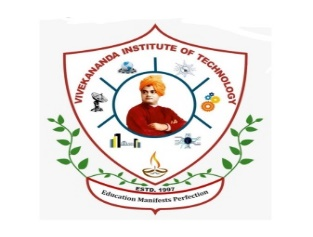 VIVEKANANDA INSTITUTE OF TECHNOLOGY
ESTD. 1997
Education Manifests Perfection